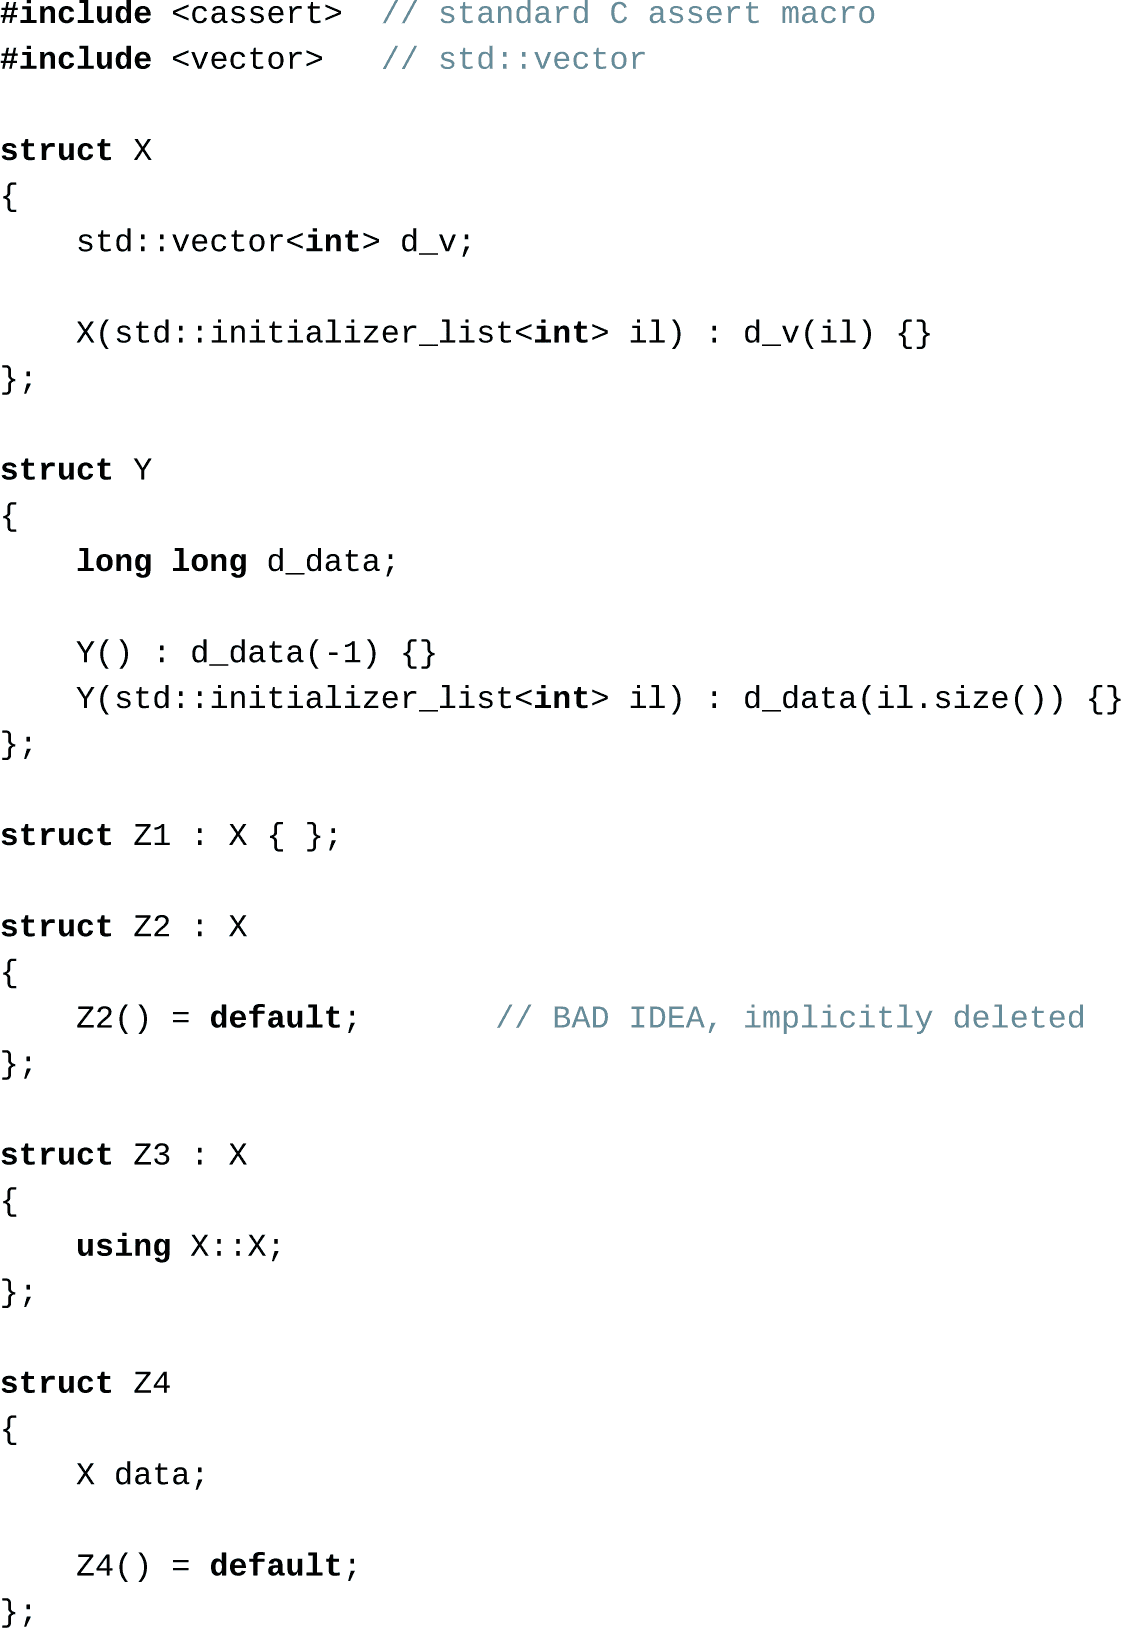 #include <cassert>  // standard C assert macro
#include <vector>   // std::vector

struct X
{
    std::vector<int> d_v;

    X(std::initializer_list<int> il) : d_v(il) {}
};

struct Y
{
    long long d_data;

    Y() : d_data(-1) {}
    Y(std::initializer_list<int> il) : d_data(il.size()) {}
};

struct Z1 : X { };

struct Z2 : X
{
    Z2() = default;       // BAD IDEA, implicitly deleted
};

struct Z3 : X
{
    using X::X;
};

struct Z4
{
    X data;

    Z4() = default;
};